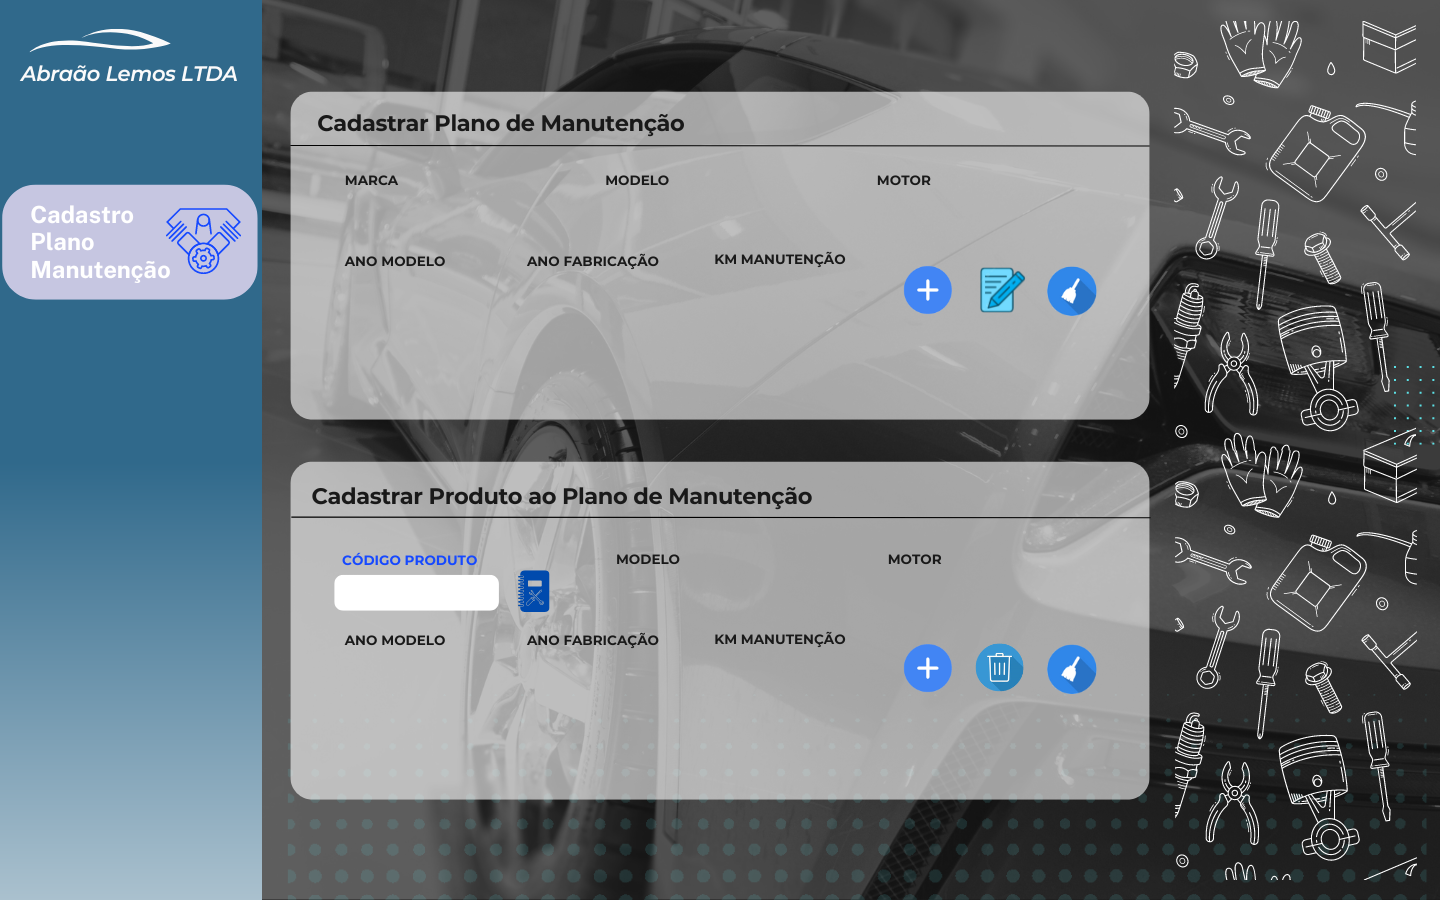 Abraão Lemos LTDA
Cadastro
Plano
Manutenção
Cadastrar Plano de Manutenção
MARCA
MODELO
MOTOR
ANO MODELO
ANO FABRICAÇÃO
KM MANUTENÇÃO
Cadastrar Produto ao Plano de Manutenção
CÓDIGO PRODUTO
MODELO
MOTOR
ANO MODELO
ANO FABRICAÇÃO
KM MANUTENÇÃO